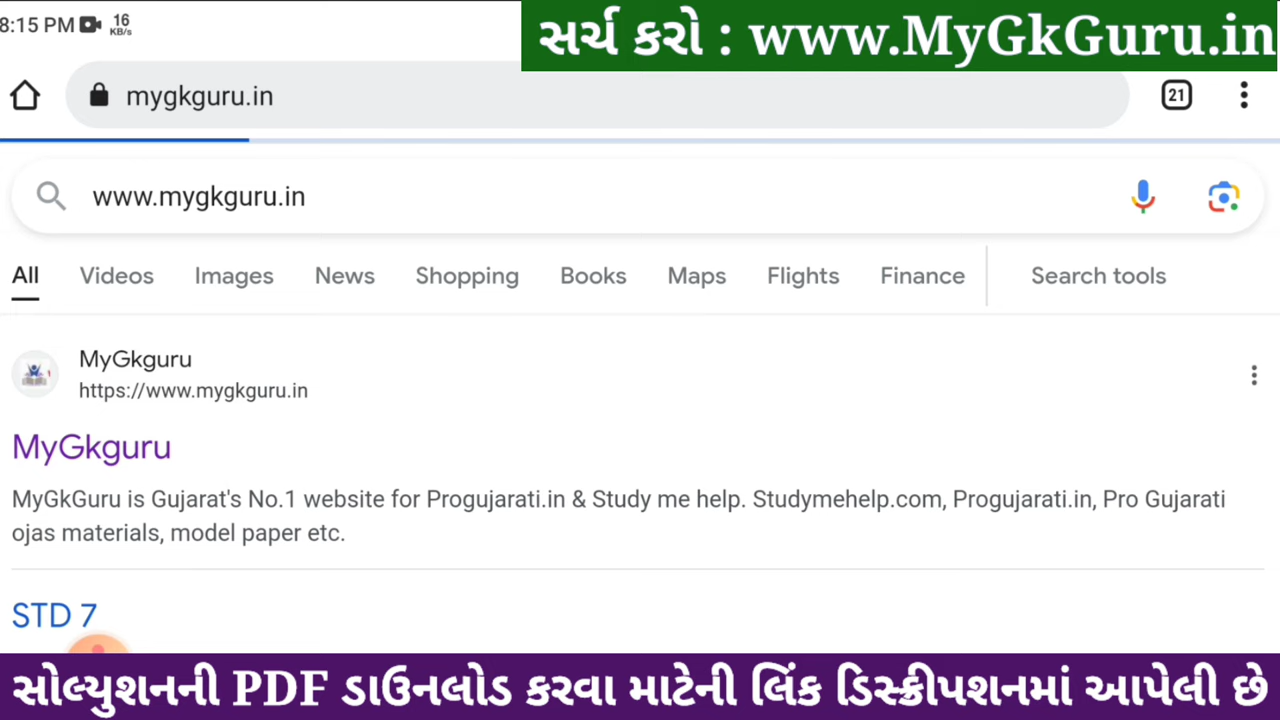 8:15 PM 16 KB/s
સર્ચ કરો : www.MyGkGuru.in
mygkguru.in
21
www.mygkguru.in
All Videos Images News Shopping Books Maps Flights Finance Search tools
MyGkguru
https://www.mygkguru.in
MyGkguru
MyGkGuru is Gujarat's No.1 website for Progujarati.in & Study me help. Studymehelp.com, Progujarati.in, Pro Gujarati
ojas materials, model paper etc.
STD 7
સોલ્યુશનની PDF ડાઉનલોડ કરવા માટેની લિંક ડિસ્ક્રીપશનમાં આપેલી છે